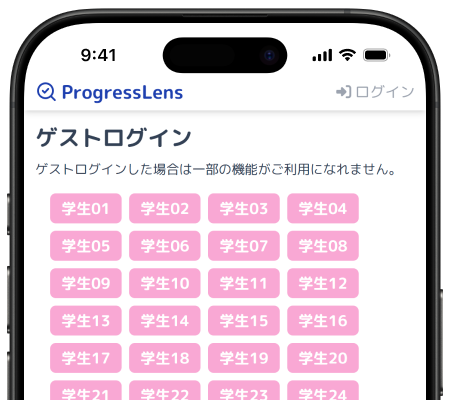 9:41
ProgressLens ログイン
ゲストログイン
ゲストログインした場合は一部の機能がご利用になれません。
学生01 学生02 学生03 学生04
学生05 学生06 学生07 学生08
学生09 学生10 学生11 学生12
学生13 学生14 学生15 学生16
学生17 学生18 学生19 学生20
学生21 学生22 学生23 学生24